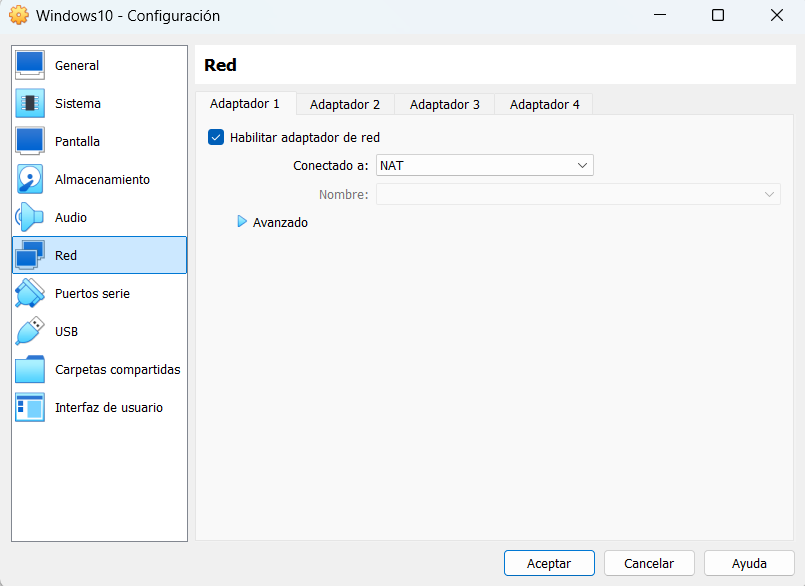 Windows10 - Configuración
General
Sistema
Pantalla
Almacenamiento
Audio
Red
Puertos serie
USB
Carpetas compartidas
Interfaz de usuario
Red
Adaptador 1 Adaptador 2 Adaptador 3 Adaptador 4
Habilitar adaptador de red
Conectado a: NAT
Nombre:
Avanzado
Aceptar Cancelar Ayuda